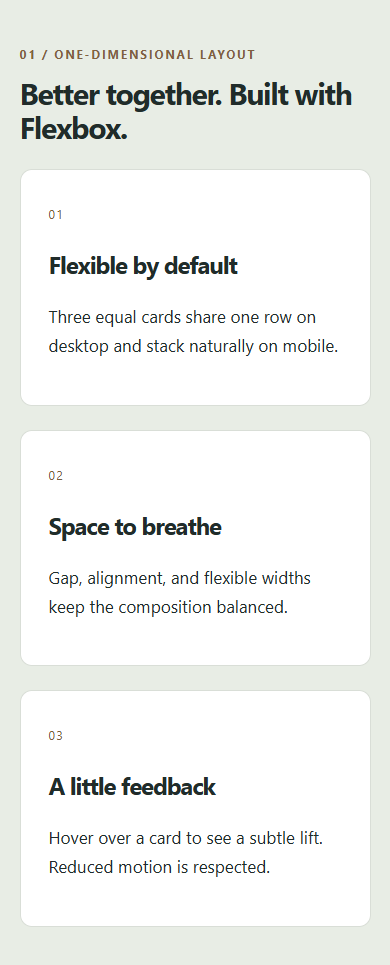 01 / ONE-DIMENSIONAL LAYOUT
Better together. Built with
Flexbox.
01
Flexible by default
Three equal cards share one row on
desktop and stack naturally on mobile.
02
Space to breathe
Gap, alignment, and flexible widths
keep the composition balanced.
03
A little feedback
Hover over a card to see a subtle lift.
Reduced motion is respected.